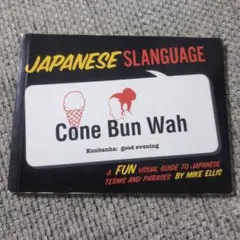 JAPANESE SLANGUAGE
Cone Bun Wah
Konbanha: good evening
A FUN VISUAL GUIDE TO JAPANESE
TERMS AND PHRASES BY MIKE ELLIS